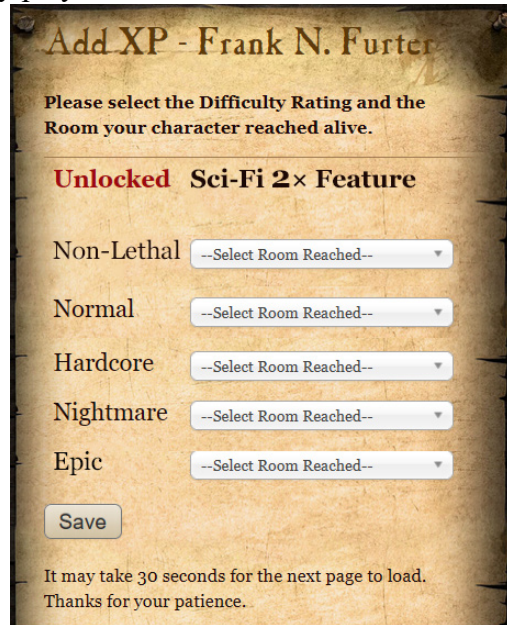 Add XP - Frank N. Furter
Please select the Difficulty Rating and the
Room your character reached alive.
Unlocked Sci-Fi 2× Feature
Non-Lethal --Select Room Reached--
Normal --Select Room Reached--
Hardcore --Select Room Reached--
Nightmare --Select Room Reached--
Epic --Select Room Reached--
Save
It may take 30 seconds for the next page to load.
Thanks for your patience.